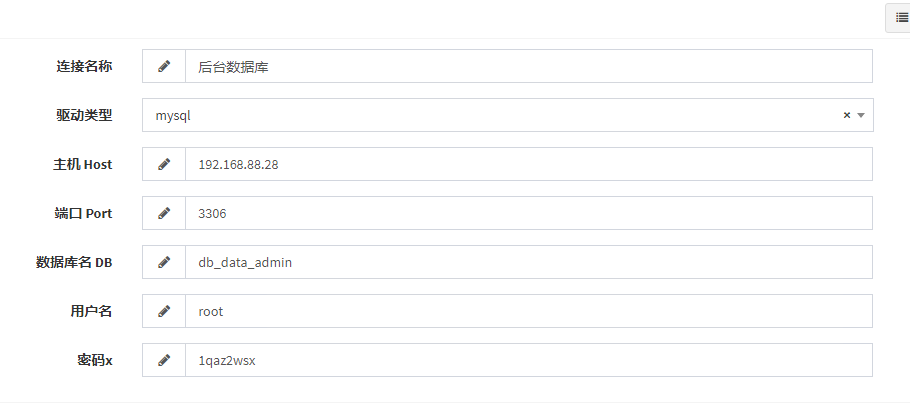 连接名称 后台数据库
驱动类型 mysql ×
主机 Host 192.168.88.28
端口 Port 3306
数据库名 DB db_data_admin
用户名 root
密码x 1qaz2wsx